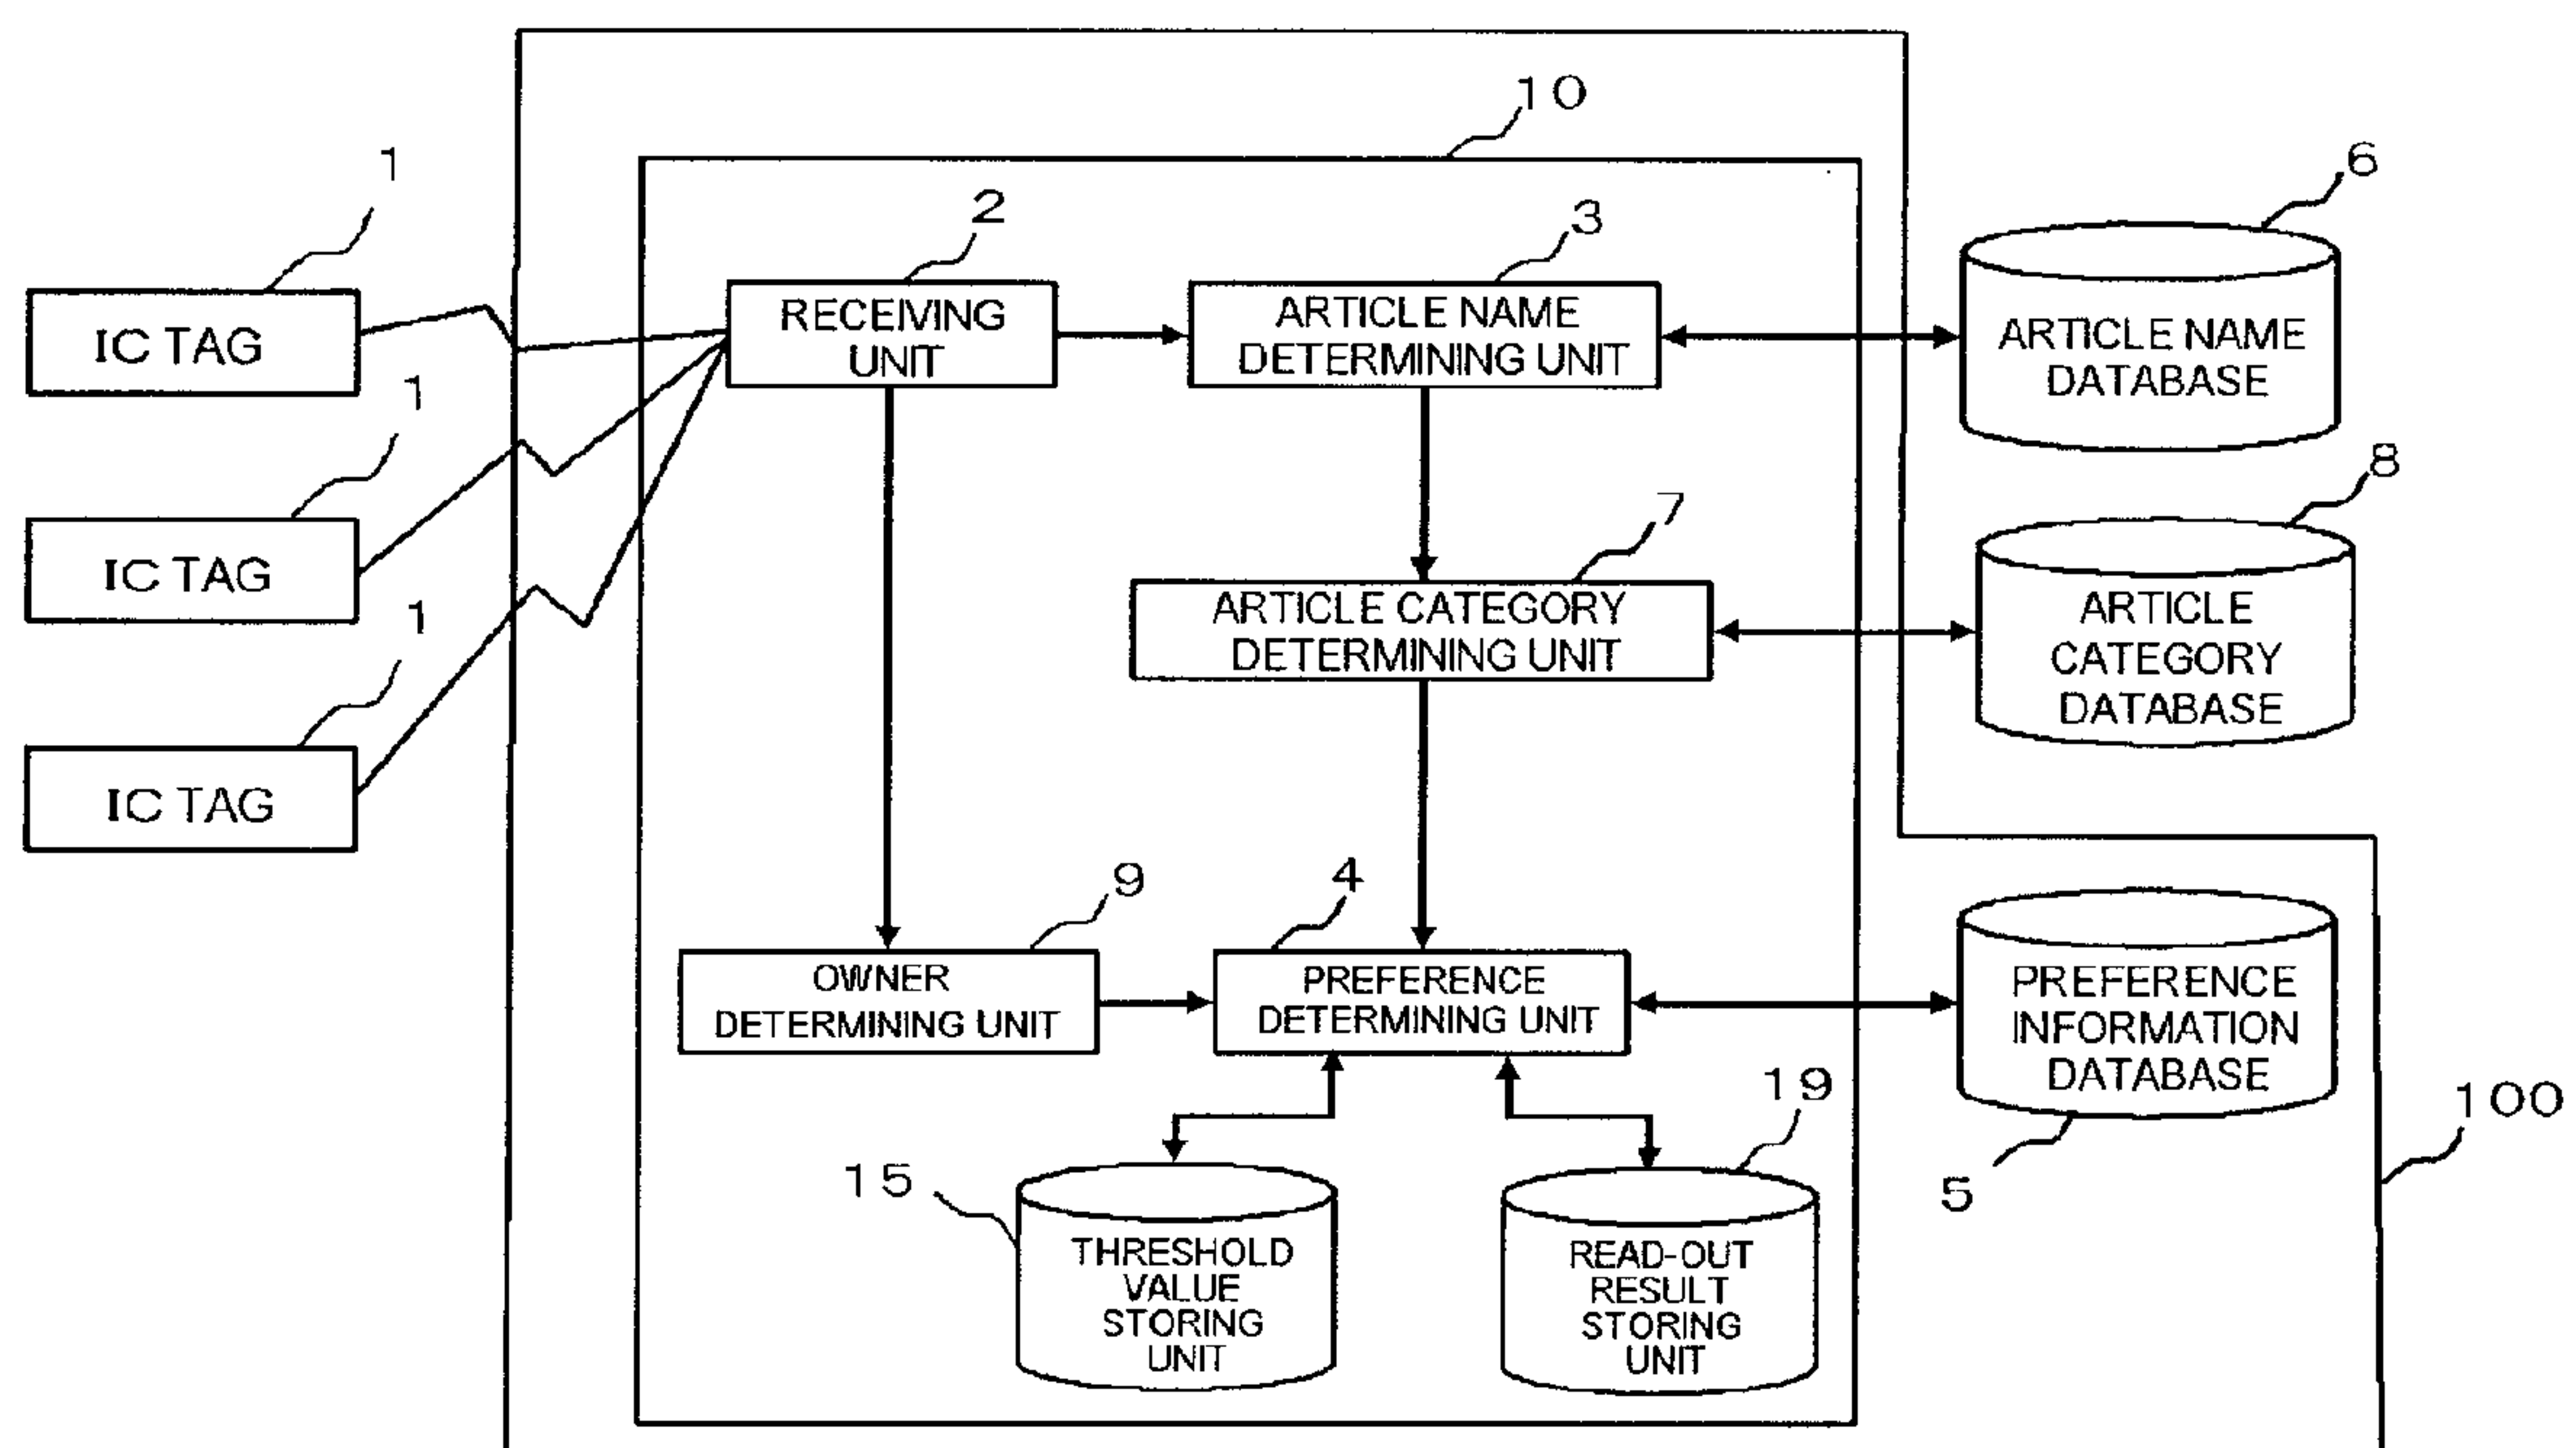 10
1
2
3
6
IC TAG
RECEIVING
UNIT
ARTICLE NAME
DETERMINING UNIT
ARTICLE NAME
DATABASE
1
IC TAG
7
8
ARTICLE CATEGORY
DETERMINING UNIT
ARTICLE
CATEGORY
DATABASE
1
IC TAG
9
4
OWNER
DETERMINING UNIT
PREFERENCE
DETERMINING UNIT
PREFERENCE
INFORMATION
DATABASE
5
100
15
19
THRESHOLD
VALUE
STORING
UNIT
READ-OUT
RESULT
STORING
UNIT